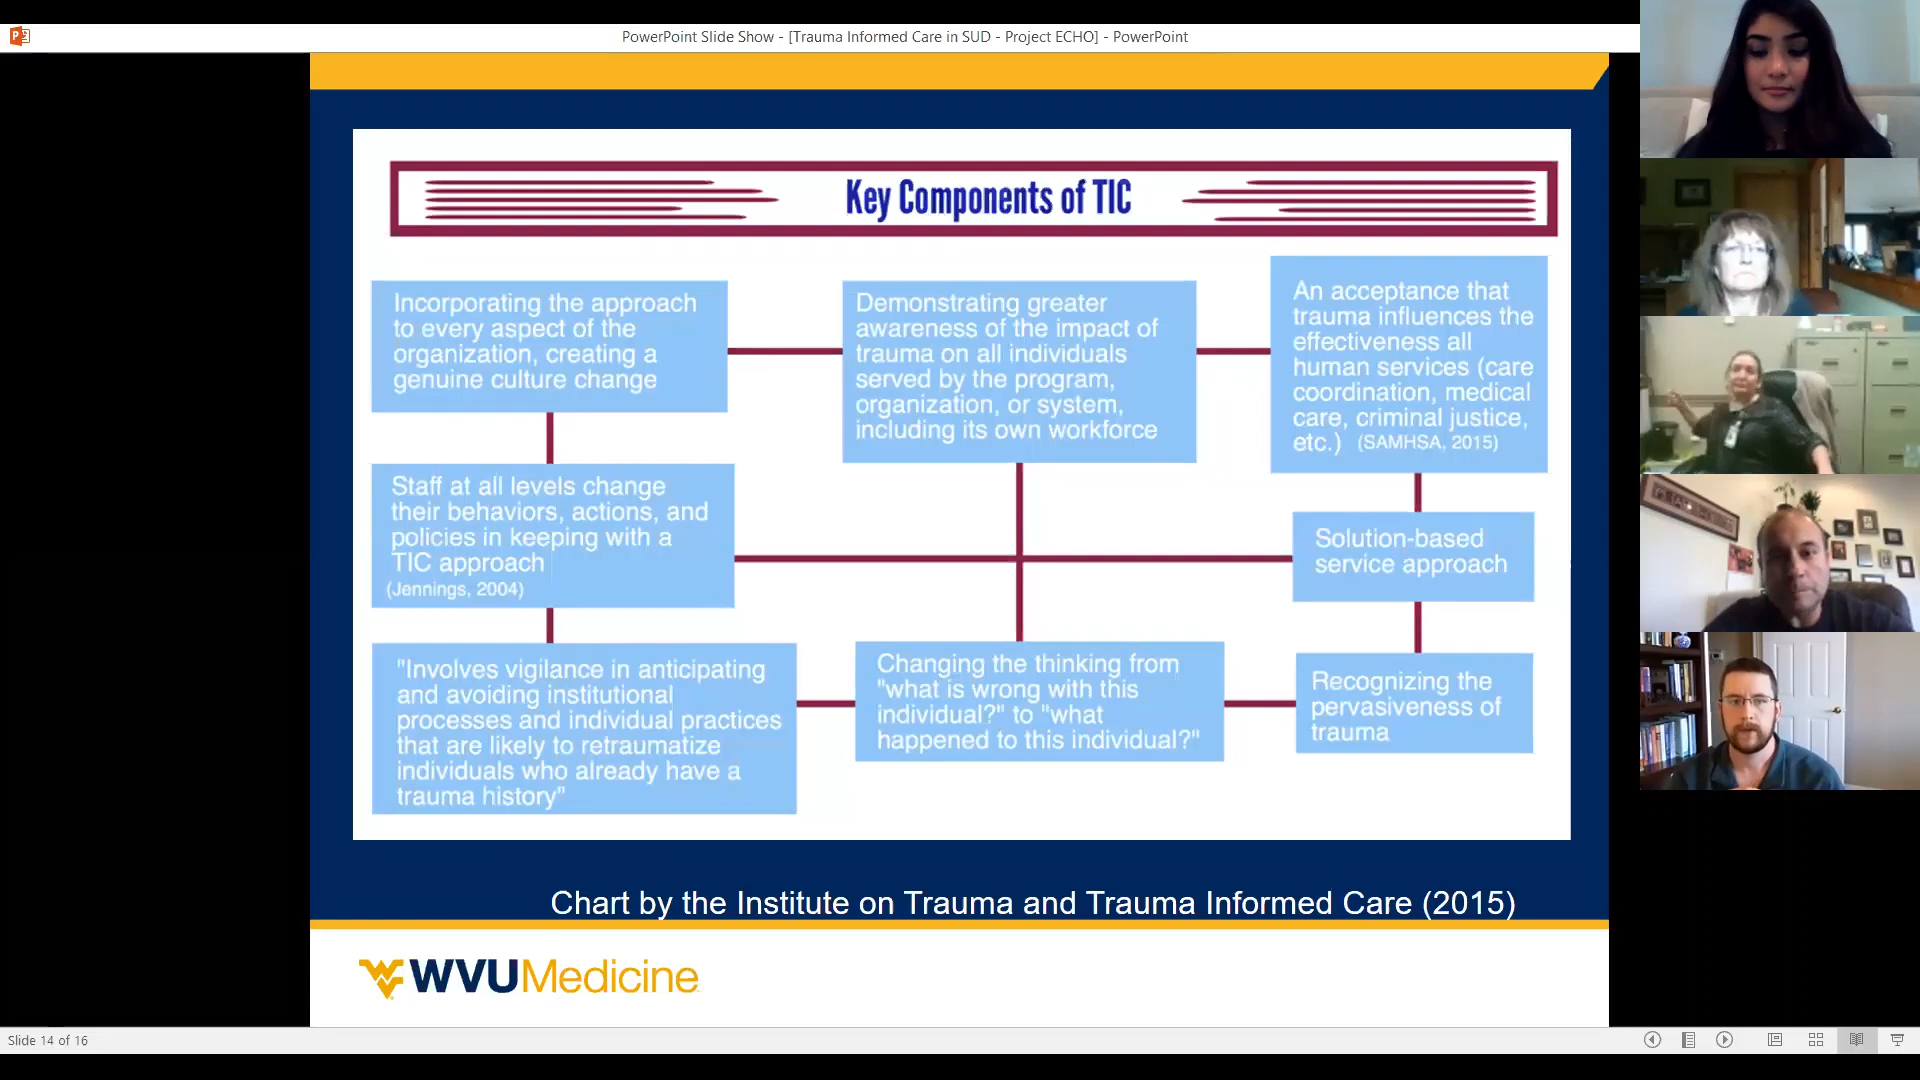 PowerPoint Slide Show - [Trauma Informed Care in SUD - Project ECHO] - PowerPoint
Key Components of TIC
Incorporating the approach
to every aspect of the
organization, creating a
genuine culture change
Demonstrating greater
awareness of the impact of
trauma on all individuals
served by the program,
organization, or system,
including its own workforce
An acceptance that
trauma influences the
effectiveness all
human services (care
coordination, medical
care, criminal justice,
etc.) (SAMHSA, 2015)
Staff at all levels change
their behaviors, actions, and
policies in keeping with a
TIC approach
(Jennings, 2004)
Solution-based
service approach
"Involves vigilance in anticipating
and avoiding institutional
processes and individual practices
that are likely to retraumatize
individuals who already have a
trauma history"
Changing the thinking from
"what is wrong with this
individual?" to "what
happened to this individual?"
Recognizing the
pervasiveness of
trauma
Chart by the Institute on Trauma and Trauma Informed Care (2015)
WVUMedicine
Slide 14 of 16